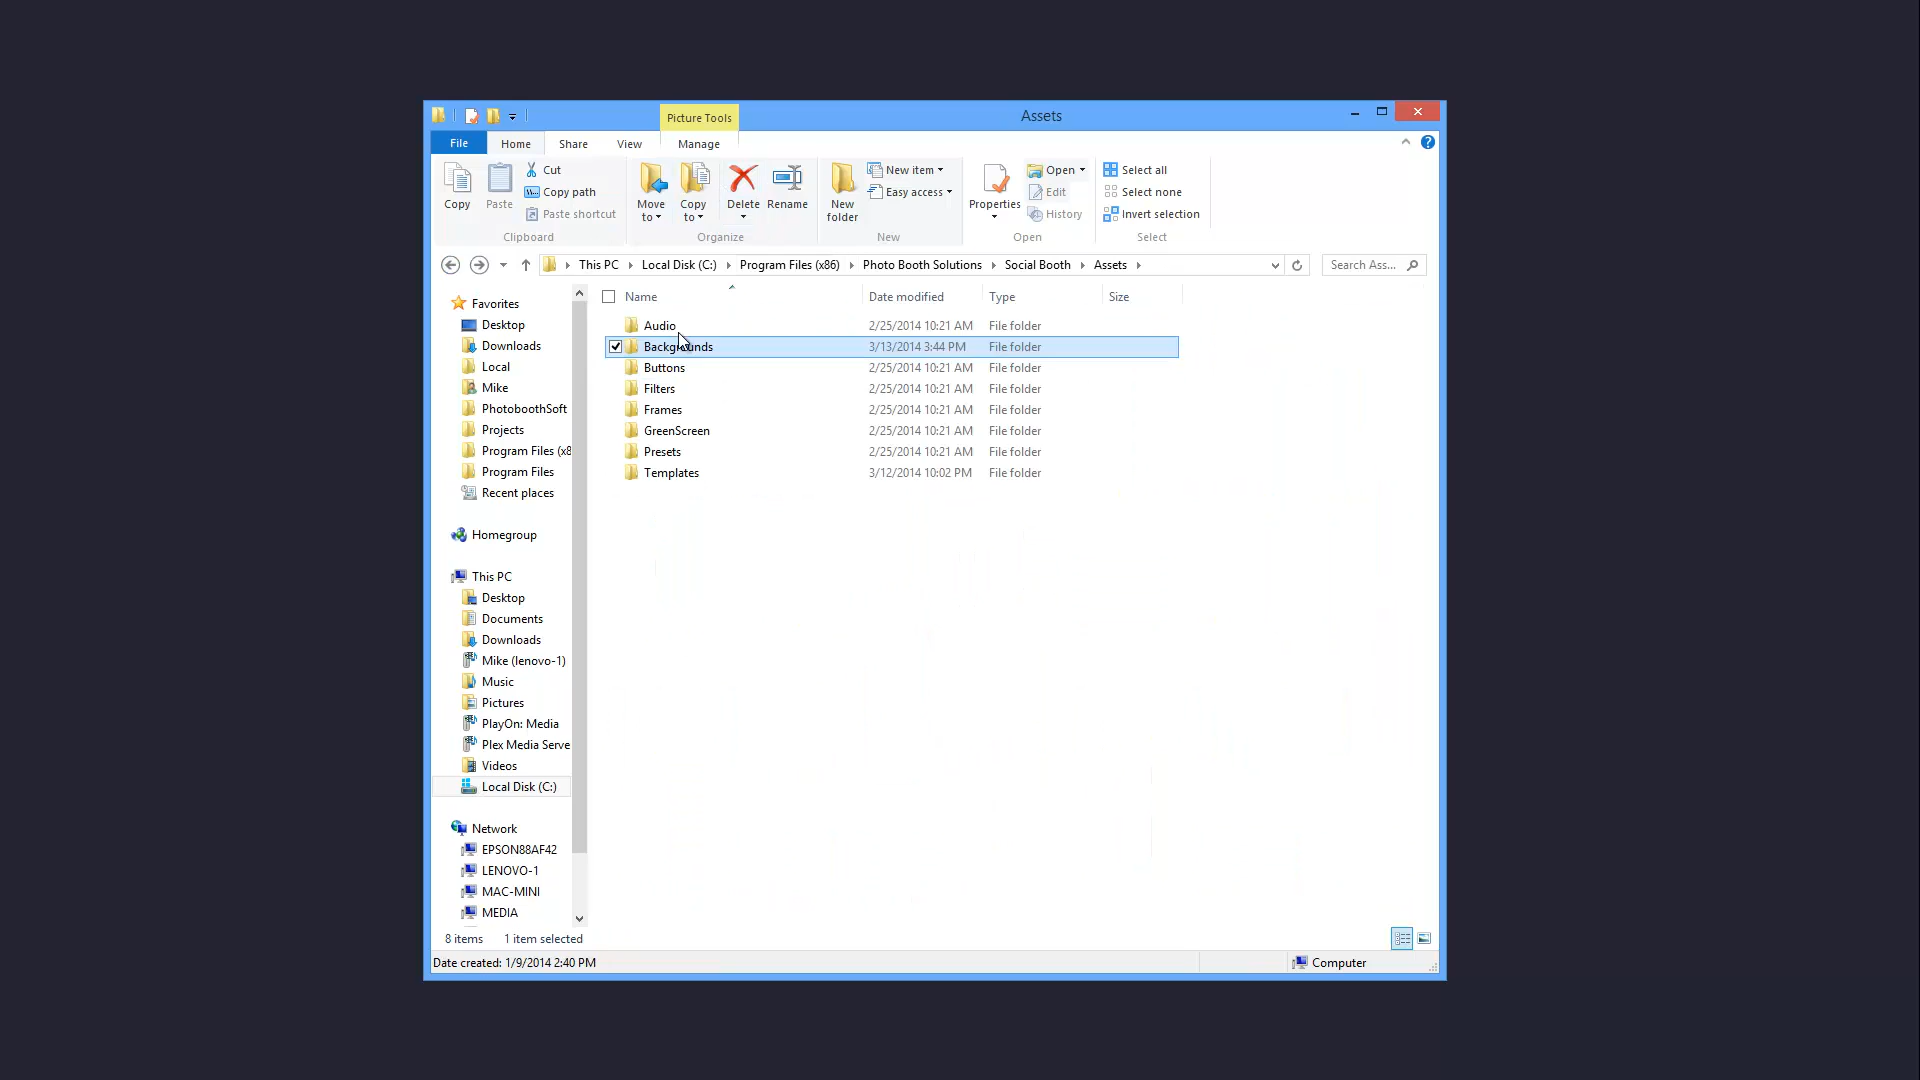 Picture Tools
Assets
File Home Share View Manage
Copy
Paste
Cut
Copy path
Paste shortcut
Clipboard
Move to
Copy to
Delete
Rename
Organize
New folder
New item
Easy access
New
Properties
Open
Edit
History
Open
Select all
Select none
Invert selection
Select
This PC Local Disk (C:) Program Files (x86) Photo Booth Solutions Social Booth Assets
Search Ass...
Favorites
Desktop
Downloads
Local
Mike
PhotoboothSoft
Projects
Program Files (x8
Program Files
Recent places
Homegroup
This PC
Desktop
Documents
Downloads
Mike (lenovo-1)
Music
Pictures
PlayOn: Media
Plex Media Serve
Videos
Local Disk (C:)
Network
EPSON88AF42
LENOVO-1
MAC-MINI
MEDIA
Name Date modified Type Size
Audio 2/25/2014 10:21 AM File folder
Backgrounds 3/13/2014 3:44 PM File folder
Buttons 2/25/2014 10:21 AM File folder
Filters 2/25/2014 10:21 AM File folder
Frames 2/25/2014 10:21 AM File folder
GreenScreen 2/25/2014 10:21 AM File folder
Presets 2/25/2014 10:21 AM File folder
Templates 3/12/2014 10:02 PM File folder
8 items 1 item selected
Date created: 1/9/2014 2:40 PM
Computer